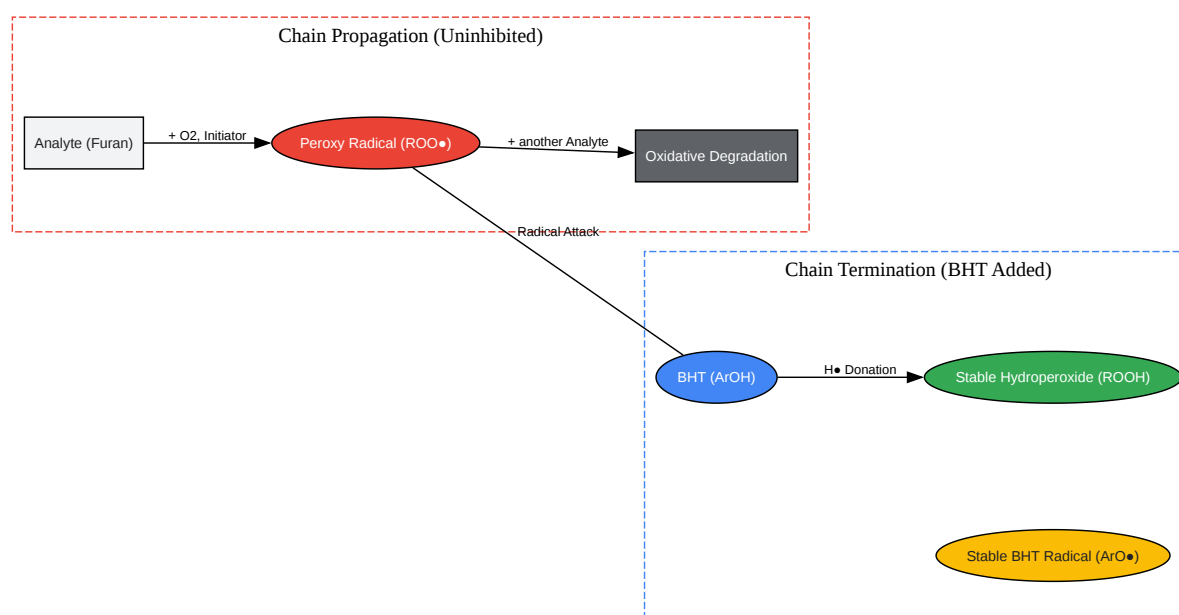 Chain Propagation (Uninhibited)
Analyte (Furan)
+ O2, Initiator
Peroxy Radical (ROO●)
+ another Analyte
Oxidative Degradation
Radical Attack
Chain Termination (BHT Added)
BHT (ArOH)
H● Donation
Stable Hydroperoxide (ROOH)
Stable BHT Radical (ArO●)